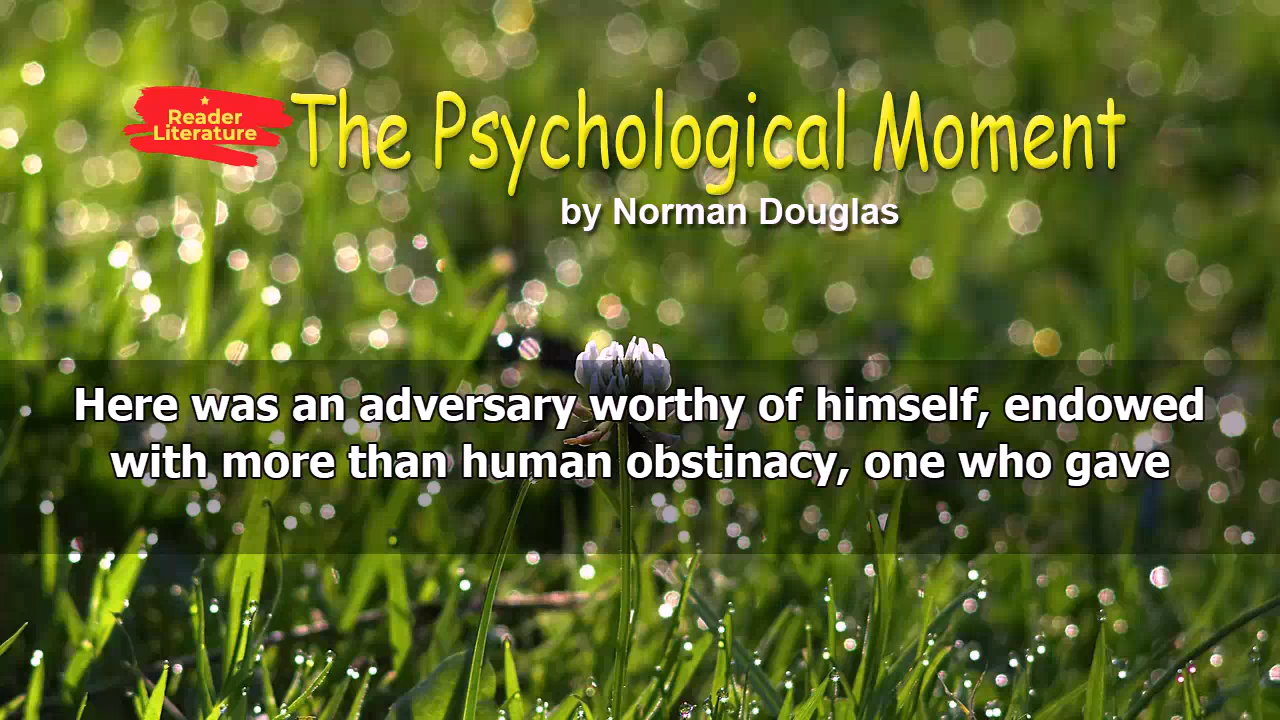 Reader
Literature
The Psychological Moment
by Norman Douglas
Here was an adversary worthy of himself, endowed
with more than human obstinacy, one who gave